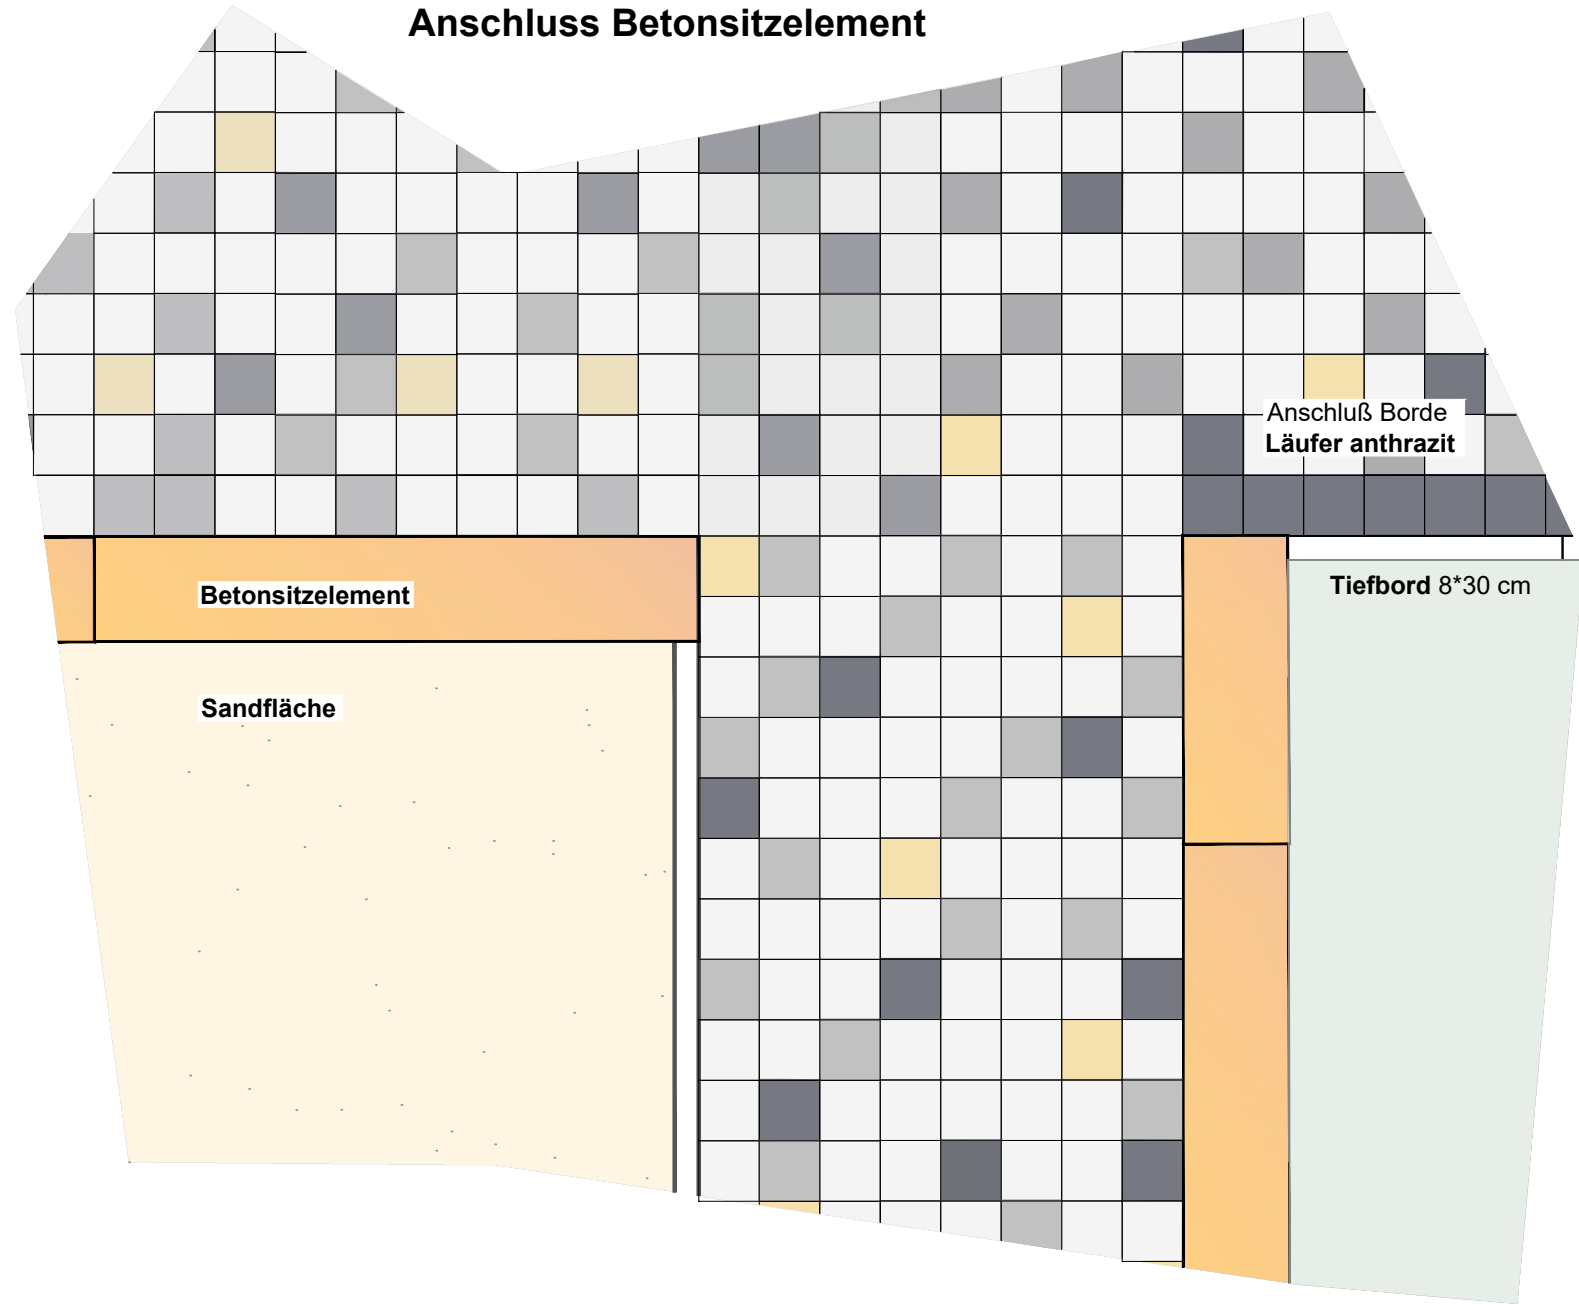 Anschluss Betonsitzelement
Anschluß Borde
Läufer anthrazit
Betonsitzelement
Tiefbord 8*30 cm
Sandfläche